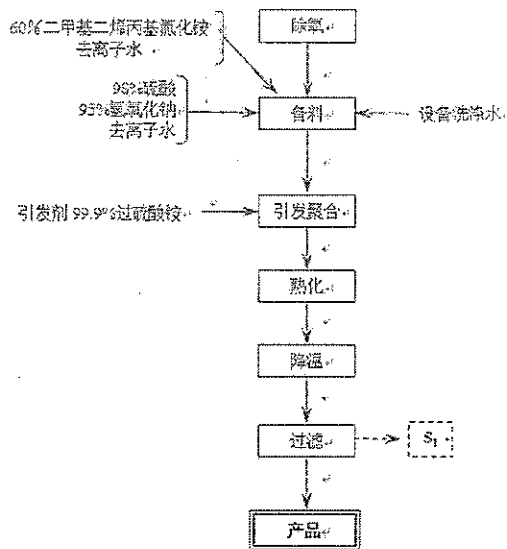 60%二甲基二烯丙基氯化铵
去离子水
除氧
98%硫酸
95%氢氧化钠
去离子水
备料
设备洗涤水
引发剂 99.9%过硫酸铵
引发聚合
熟化
降温
过滤
S₁
产品